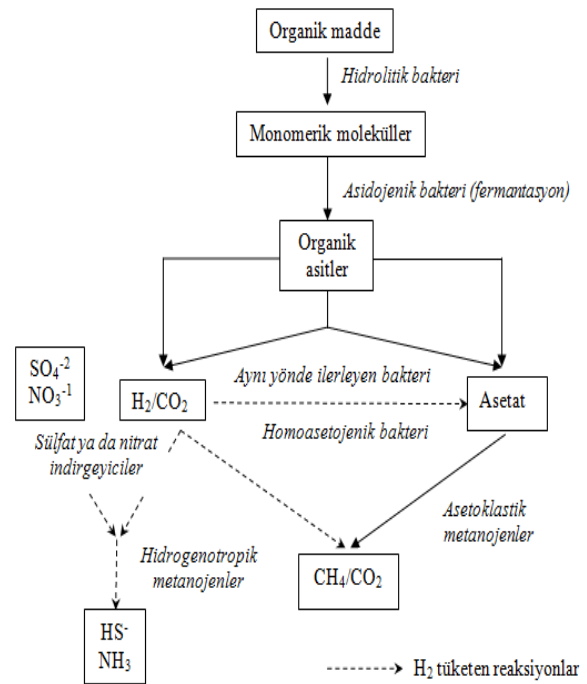 Organik madde
Hidrolitik bakteri
Monomerik moleküller
Asidojenik bakteri (fermantasyon)
Organik
asitler
SO₄⁻²
NO₃⁻¹
H₂/CO₂
Aynı yönde ilerleyen bakteri
Asetat
Homoasetojenik bakteri
Sülfat ya da nitrat
indirgeyiciler
Asetoklastik
metanojenler
Hidrogenotropik
metanojenler
CH₄/CO₂
HS⁻
NH₃
H₂ tüketen reaksiyonlar